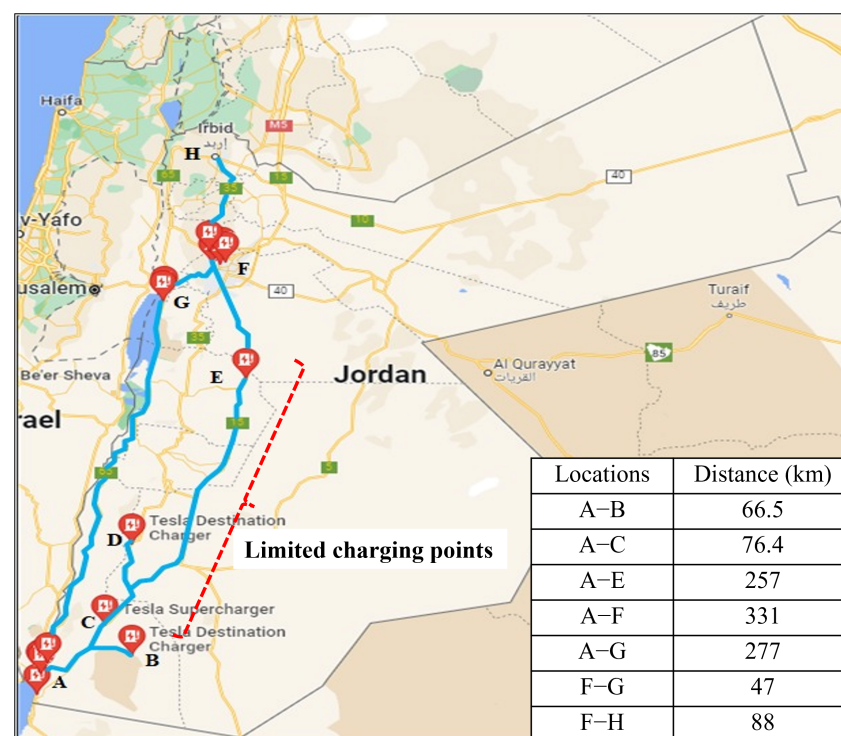 Haifa
Irbid
إربد
H
M5
65
35
15
40
10
v-Yafo
F
usalem
G
40
Turaif
طريف
35
85
Be'er Sheva
E
Jordan
Al Qurayyat
القريات
rael
15
65
5
D
Tesla Destination
Charger
Limited charging points
C
Tesla Supercharger
Tesla Destination
Charger
B
A
Locations Distance (km)
A−B 66.5
A−C 76.4
A−E 257
A−F 331
A−G 277
F−G 47
F−H 88